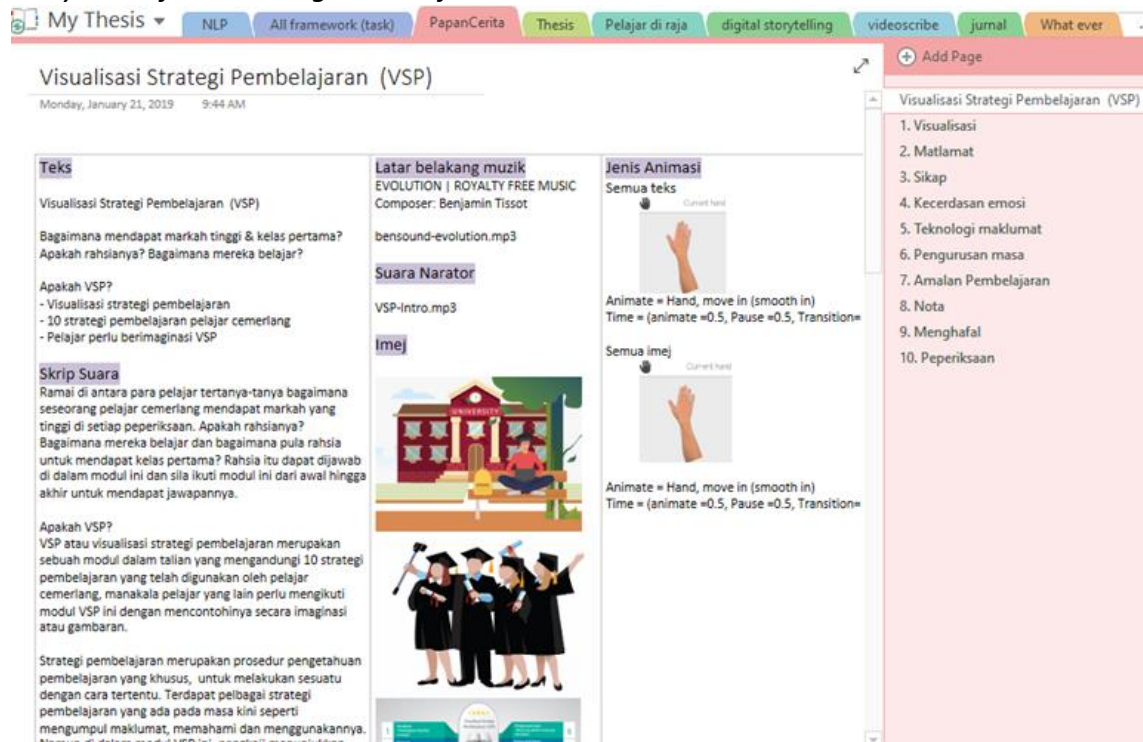 My Thesis
NLP
All framework (task)
PapanCerita
Thesis
Pelajar di raja
digital storytelling
videoscribe
jurnal
What ever
Visualisasi Strategi Pembelajaran (VSP)
Monday, January 21, 2019 9:44 AM
Teks
Visualisasi Strategi Pembelajaran (VSP)
Bagaimana mendapat markah tinggi & kelas pertama?
Apakah rahsianya? Bagaimana mereka belajar?
Apakah VSP?
- Visualisasi strategi pembelajaran
- 10 strategi pembelajaran pelajar cemerlang
- Pelajar perlu berimaginasi VSP
Skrip Suara
Ramai di antara para pelajar tertanya-tanya bagaimana
seseorang pelajar cemerlang mendapat markah yang
tinggi di setiap peperiksaan. Apakah rahsianya?
Bagaimana mereka belajar dan bagaimana pula rahsia
untuk mendapat kelas pertama? Rahsia itu dapat dijawab
di dalam modul ini dan sila ikuti modul ini dari awal hingga
akhir untuk mendapat jawapannya.
Apakah VSP?
VSP atau visualisasi strategi pembelajaran merupakan
sebuah modul dalam talian yang mengandungi 10 strategi
pembelajaran yang telah digunakan oleh pelajar
cemerlang, manakala pelajar yang lain perlu mengikuti
modul VSP ini dengan mencontohinya secara imaginasi
atau gambaran.
Strategi pembelajaran merupakan prosedur pengetahuan
pembelajaran yang khusus, untuk melakukan sesuatu
dengan cara tertentu. Terdapat pelbagai strategi
pembelajaran yang ada pada masa kini seperti
mengumpul maklumat, memahami dan menggunakannya.
Latar belakang muzik
EVOLUTION | ROYALTY FREE MUSIC
Composer: Benjamin Tissot
bensound-evolution.mp3
Suara Narator
VSP-Intro.mp3
Imej
UNIVERSITY
Jenis Animasi
Semua teks
Current hand
Animate = Hand, move in (smooth in)
Time = (animate =0.5, Pause =0.5, Transition=
Semua imej
Current hand
Animate = Hand, move in (smooth in)
Time = (animate =0.5, Pause =0.5, Transition=
Add Page
Visualisasi Strategi Pembelajaran (VSP)
1. Visualisasi
2. Matlamat
3. Sikap
4. Kecerdasan emosi
5. Teknologi maklumat
6. Pengurusan masa
7. Amalan Pembelajaran
8. Nota
9. Menghafal
10. Peperiksaan